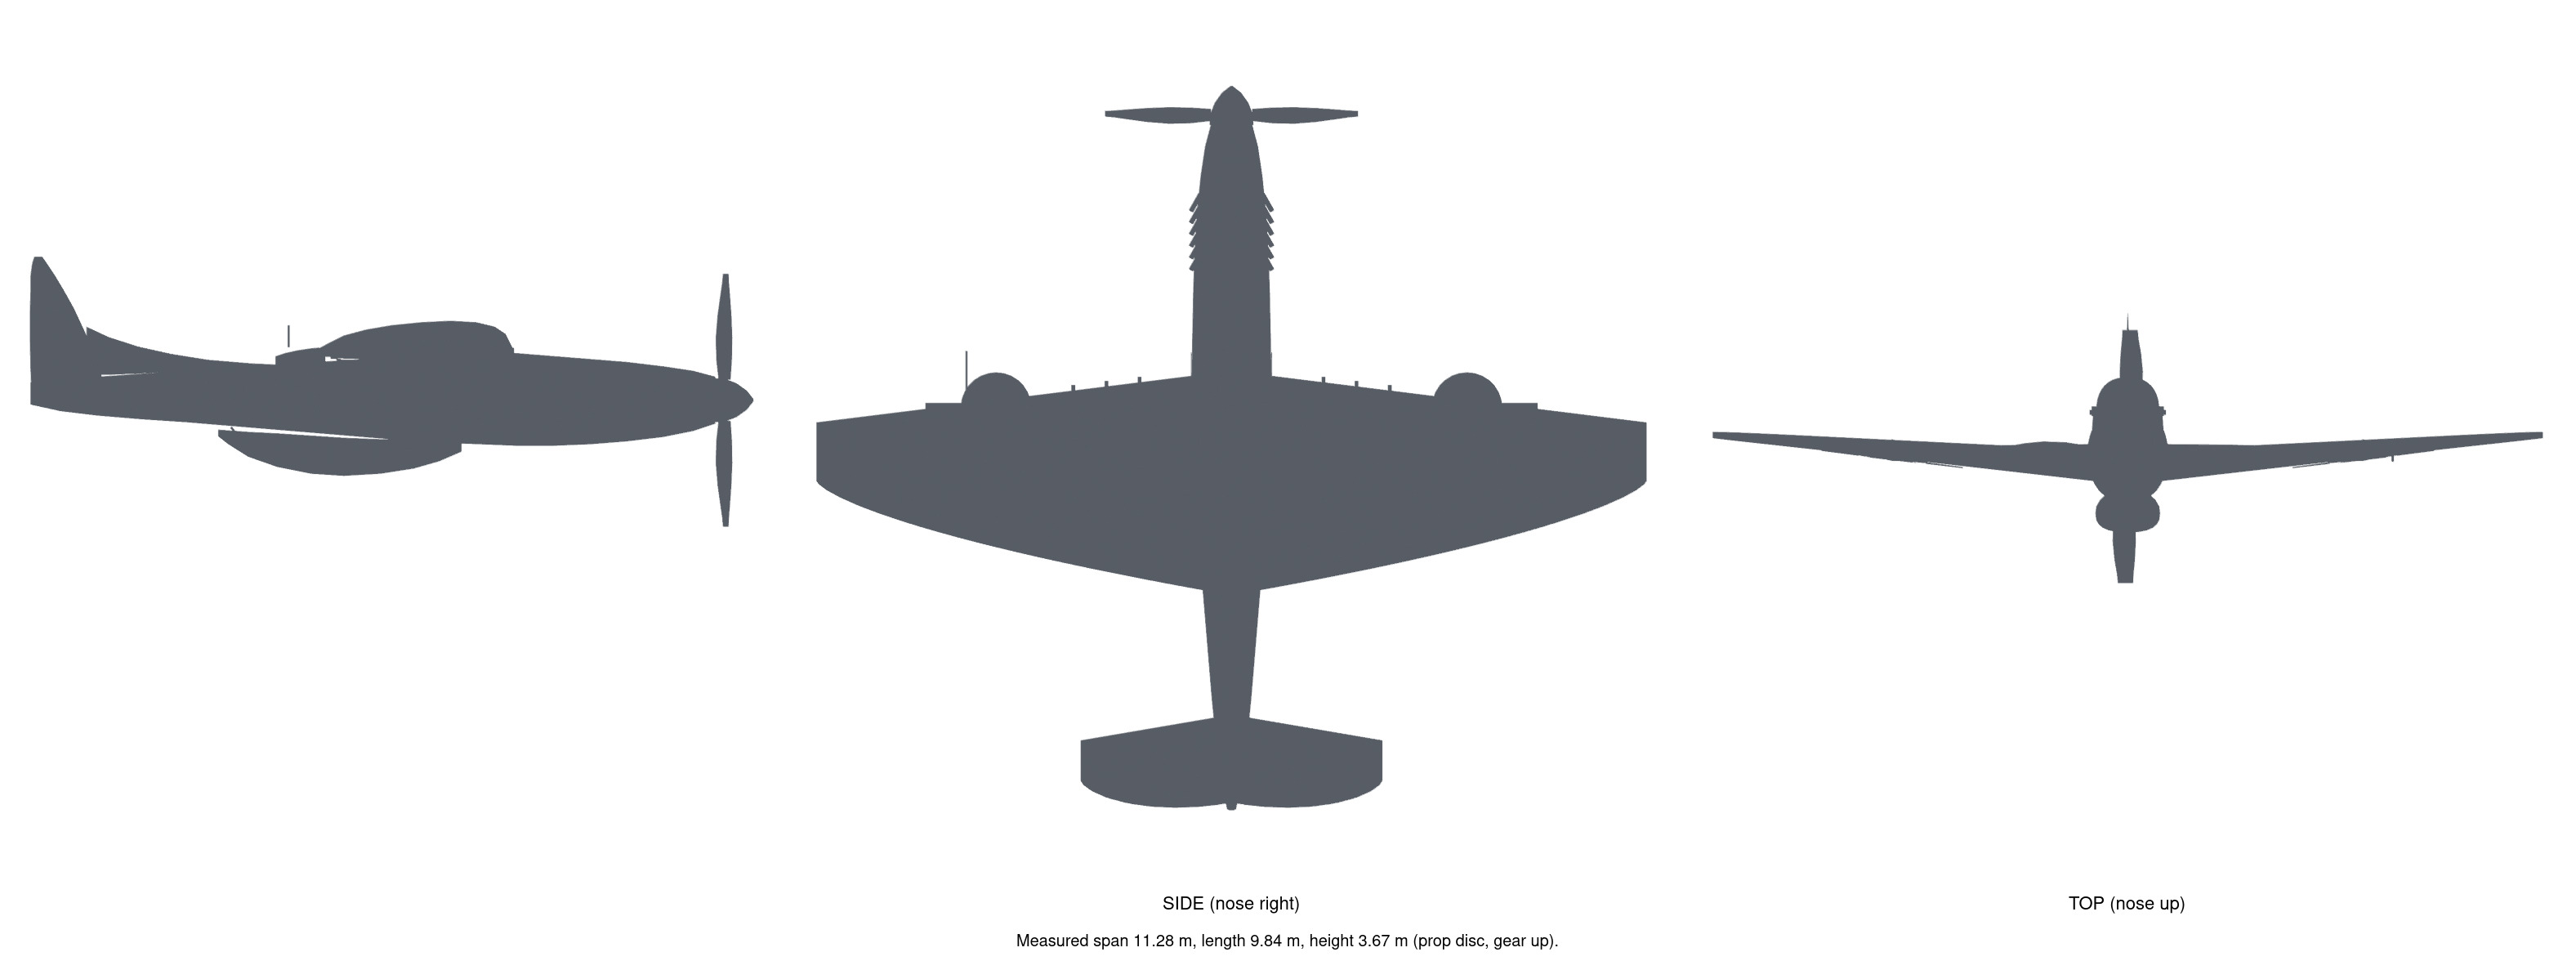 SIDE (nose right)
TOP (nose up)
Measured span 11.28 m, length 9.84 m, height 3.67 m (prop disc, gear up).